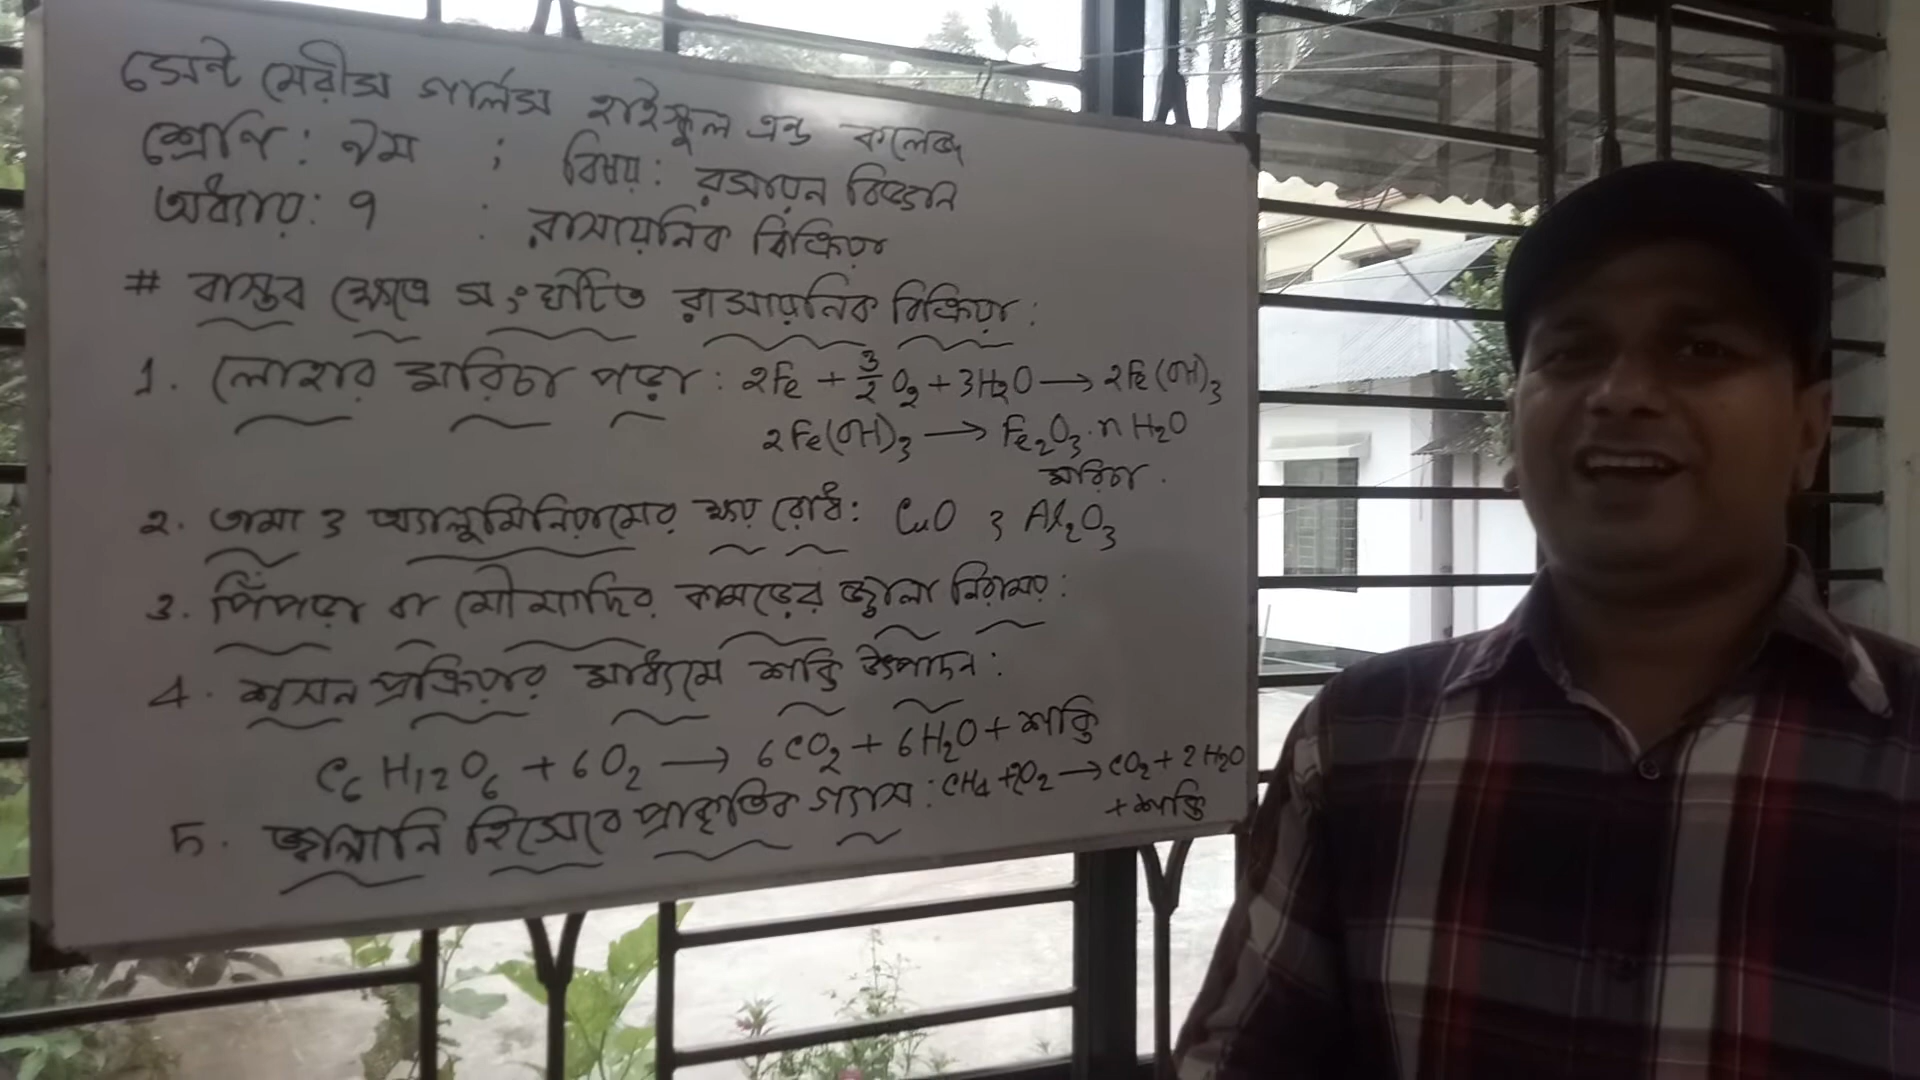 সেন্ট মেরীস গার্লস হাইস্কুল এন্ড কলেজ
শ্রেণি : ৯ম ; বিষয় : রসায়ন বিজ্ঞান
অধ্যায় : ৭ : রাসায়নিক বিক্রিয়া
# বাস্তব ক্ষেত্রে সংঘটিত রাসায়নিক বিক্রিয়া :
1. লোহার মরিচা পড়া : 2Fe + 3/2 O₂ + 3H₂O → 2Fe(OH)₃
2Fe(OH)₃ → Fe₂O₃.nH₂O
মরিচা .
২. তামা ও অ্যালুমিনিয়ামের ক্ষয় রোধ : CuO ও Al₂O₃
3. পিঁপড়া বা মৌমাছির কামড়ের জ্বালা নিরাময় :
4. শ্বসন প্রক্রিয়ার মাধ্যমে শক্তি উৎপাদন :
C₆H₁₂O₆ + 6O₂ → 6CO₂ + 6H₂O + শক্তি
5. জ্বালানি হিসেবে প্রাকৃতিক গ্যাস : CH₄ + 2O₂ → CO₂ + 2H₂O
+ শক্তি